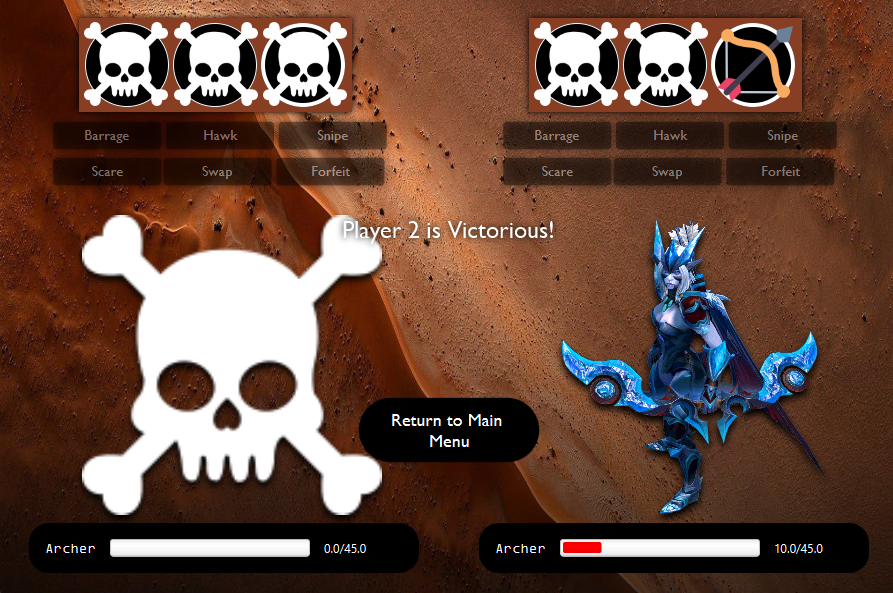 Barrage Hawk Snipe
Scare Swap Forfeit
Barrage Hawk Snipe
Scare Swap Forfeit
Player 2 is Victorious!
Return to Main
Menu
Archer 0.0/45.0
Archer 10.0/45.0